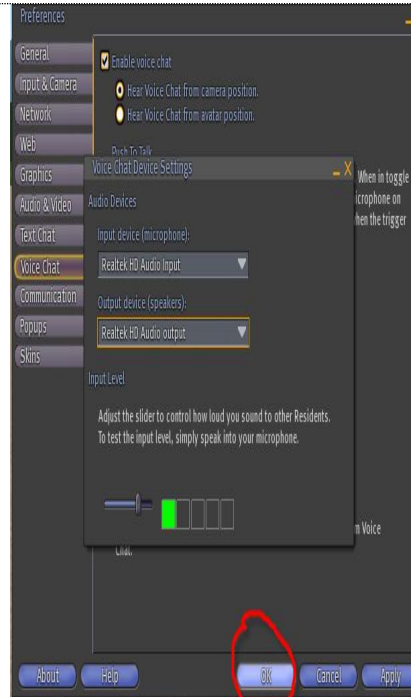 Preferences
General
Input & Camera
Network
Web
Graphics
Audio & Video
Text Chat
Voice Chat
Communication
Popups
Skins
Enable voice chat
Hear Voice Chat from camera position.
Hear Voice Chat from avatar position.
Push To Talk
When in toggle
icrophone on
hen the trigger
Voice Chat Device Settings
X
Audio Devices
Input device (microphone):
Realtek HD Audio Input
Output device (speakers):
Realtek HD Audio output
Input Level
Adjust the slider to control how loud you sound to other Residents.
To test the input level, simply speak into your microphone.
m Voice
Chat.
About Help OK Cancel Apply